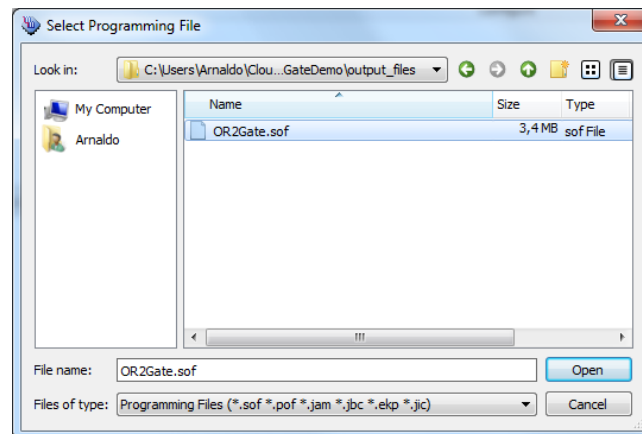 Select Programming File
Look in: C:\Users\Arnaldo\Clou...GateDemo\output_files
My Computer
Arnaldo
Name Size Type
OR2Gate.sof 3,4 MB sof File
File name: OR2Gate.sof Open
Files of type: Programming Files (*.sof *.pof *.jam *.jbc *.ekp *.jic) Cancel